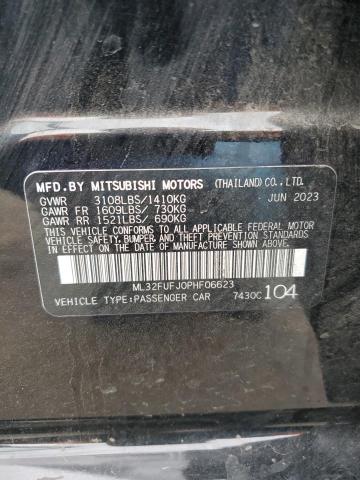 MFD.BY MITSUBISHI MOTORS (THAILAND)CO.,LTD.
GVWR 3108LBS/1410KG JUN 2023
GAWR FR 1609LBS/ 730KG
GAWR RR 1521LBS/ 690KG
THIS VEHICLE CONFORMS TO ALL APPLICABLE FEDERAL MOTOR
VEHICLE SAFETY,BUMPER,AND THEFT PREVENTION STANDARDS
IN EFFECT ON THE DATE OF MANUFACTURE SHOWN ABOVE.
ML32FUFJ0PHF06623
VEHICLE TYPE:PASSENGER CAR 7430C 104